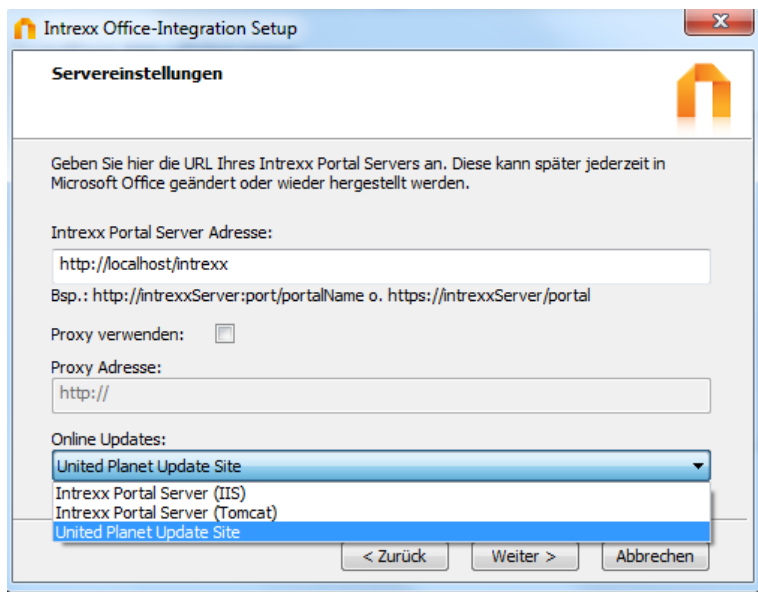 Intrexx Office-Integration Setup
Servereinstellungen
Geben Sie hier die URL Ihres Intrexx Portal Servers an. Diese kann später jederzeit in
Microsoft Office geändert oder wieder hergestellt werden.
Intrexx Portal Server Adresse:
http://localhost/intrexx
Bsp.: http://intrexxServer:port/portalName o. https://intrexxServer/portal
Proxy verwenden:
Proxy Adresse:
http://
Online Updates:
United Planet Update Site
Intrexx Portal Server (IIS)
Intrexx Portal Server (Tomcat)
United Planet Update Site
< Zurück Weiter > Abbrechen